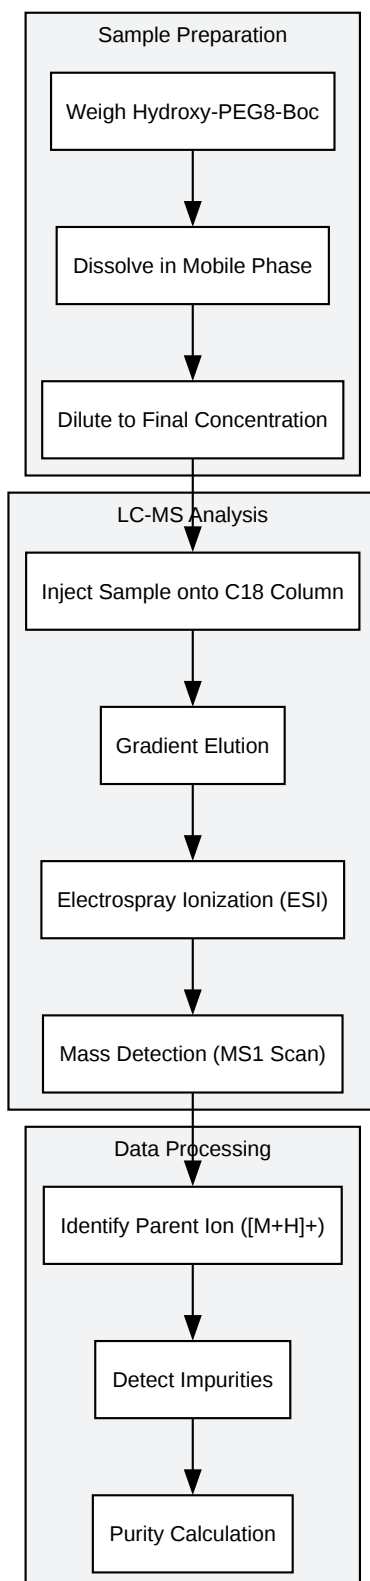 Sample Preparation
Weigh Hydroxy-PEG8-Boc
Dissolve in Mobile Phase
Dilute to Final Concentration
LC-MS Analysis
Inject Sample onto C18 Column
Gradient Elution
Electrospray Ionization (ESI)
Mass Detection (MS1 Scan)
Data Processing
Identify Parent Ion ([M+H]+)
Detect Impurities
Purity Calculation